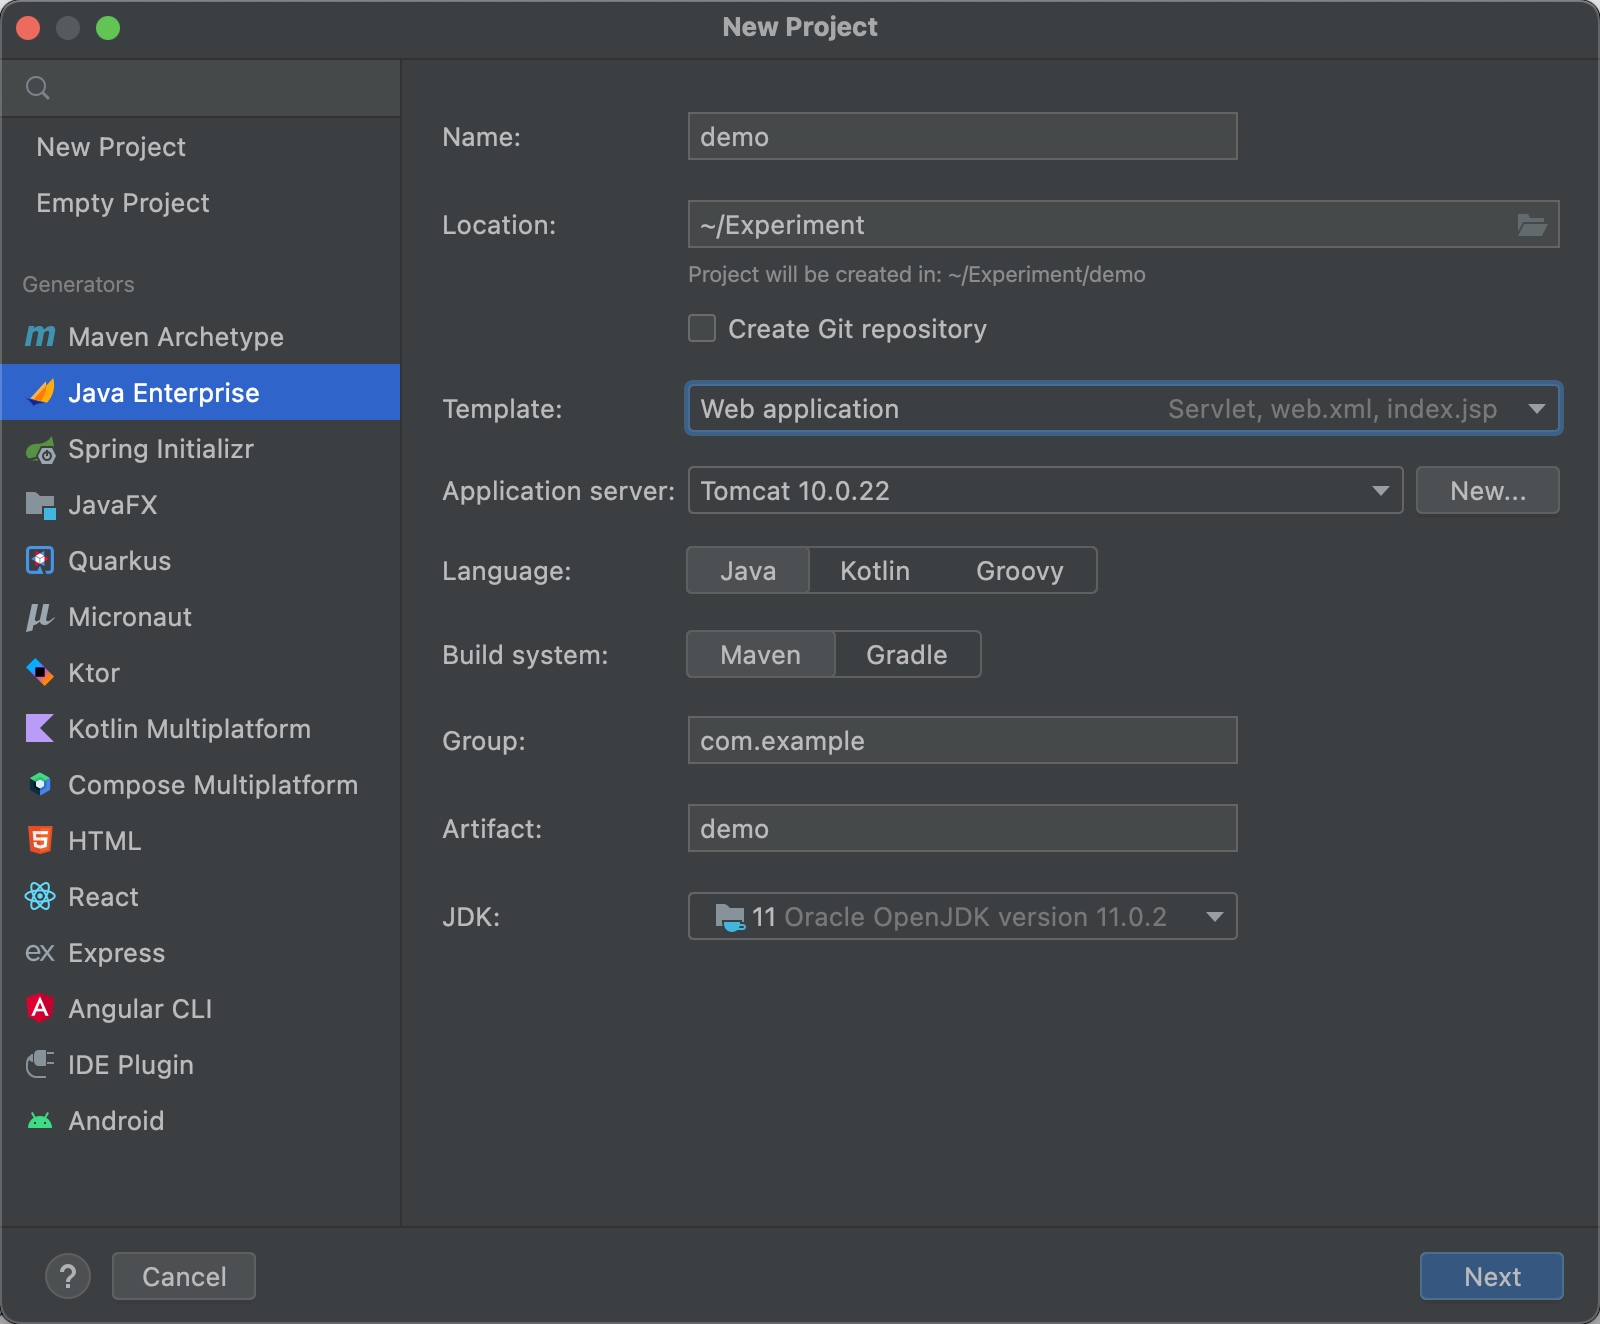 New Project
New Project
Empty Project
Generators
Maven Archetype
Java Enterprise
Spring Initializr
JavaFX
Quarkus
Micronaut
Ktor
Kotlin Multiplatform
Compose Multiplatform
HTML
React
ex Express
Angular CLI
IDE Plugin
Android
Name: demo
Location: ~/Experiment
Project will be created in: ~/Experiment/demo
Create Git repository
Template: Web application Servlet, web.xml, index.jsp
Application server: Tomcat 10.0.22 New...
Language: Java Kotlin Groovy
Build system: Maven Gradle
Group: com.example
Artifact: demo
JDK: 11 Oracle OpenJDK version 11.0.2
? Cancel Next